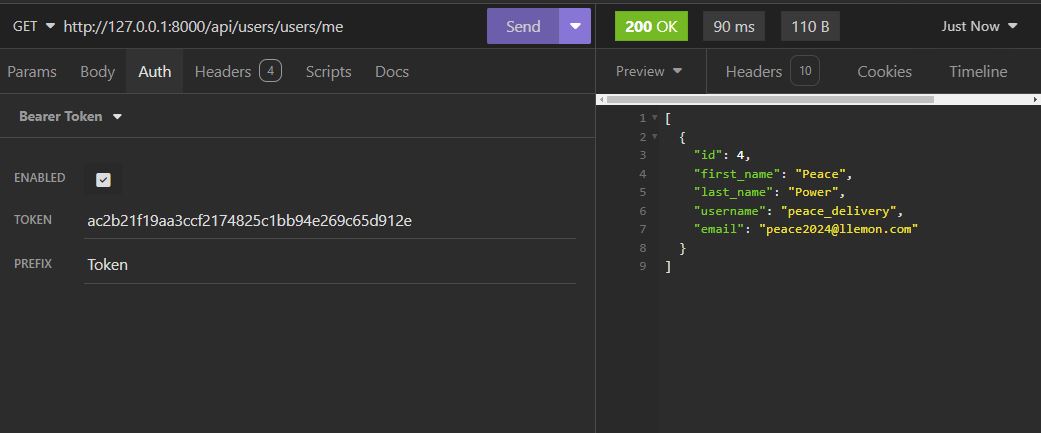 GET http://127.0.0.1:8000/api/users/users/me Send
Params Body Auth Headers 4 Scripts Docs
Bearer Token
ENABLED
TOKEN ac2b21f19aa3ccf2174825c1bb94e269c65d912e
PREFIX Token
200 OK 90 ms 110 B Just Now
Preview Headers 10 Cookies Timeline
1 [
2 {
3 "id": 4,
4 "first_name": "Peace",
5 "last_name": "Power",
6 "username": "peace_delivery",
7 "email": "peace2024@llemon.com"
8 }
9 ]